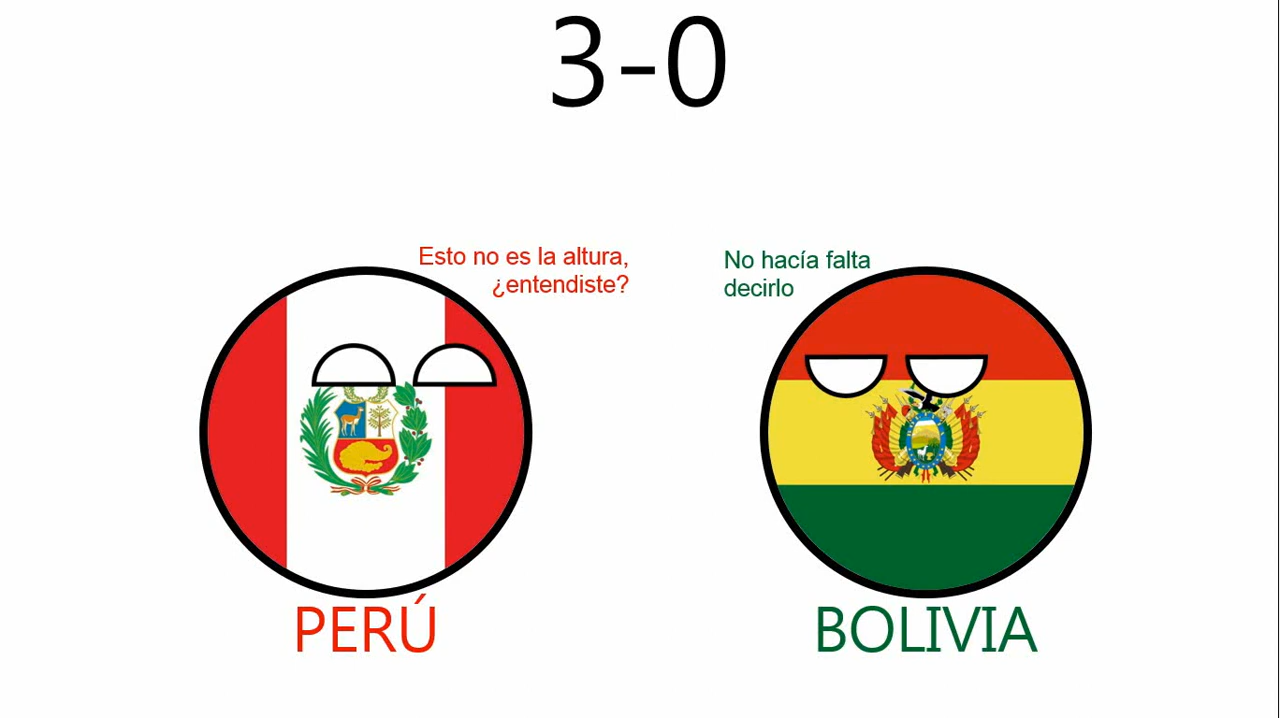 3-0
Esto no es la altura,
¿entendiste?
No hacía falta
decirlo
PERÚ
BOLIVIA